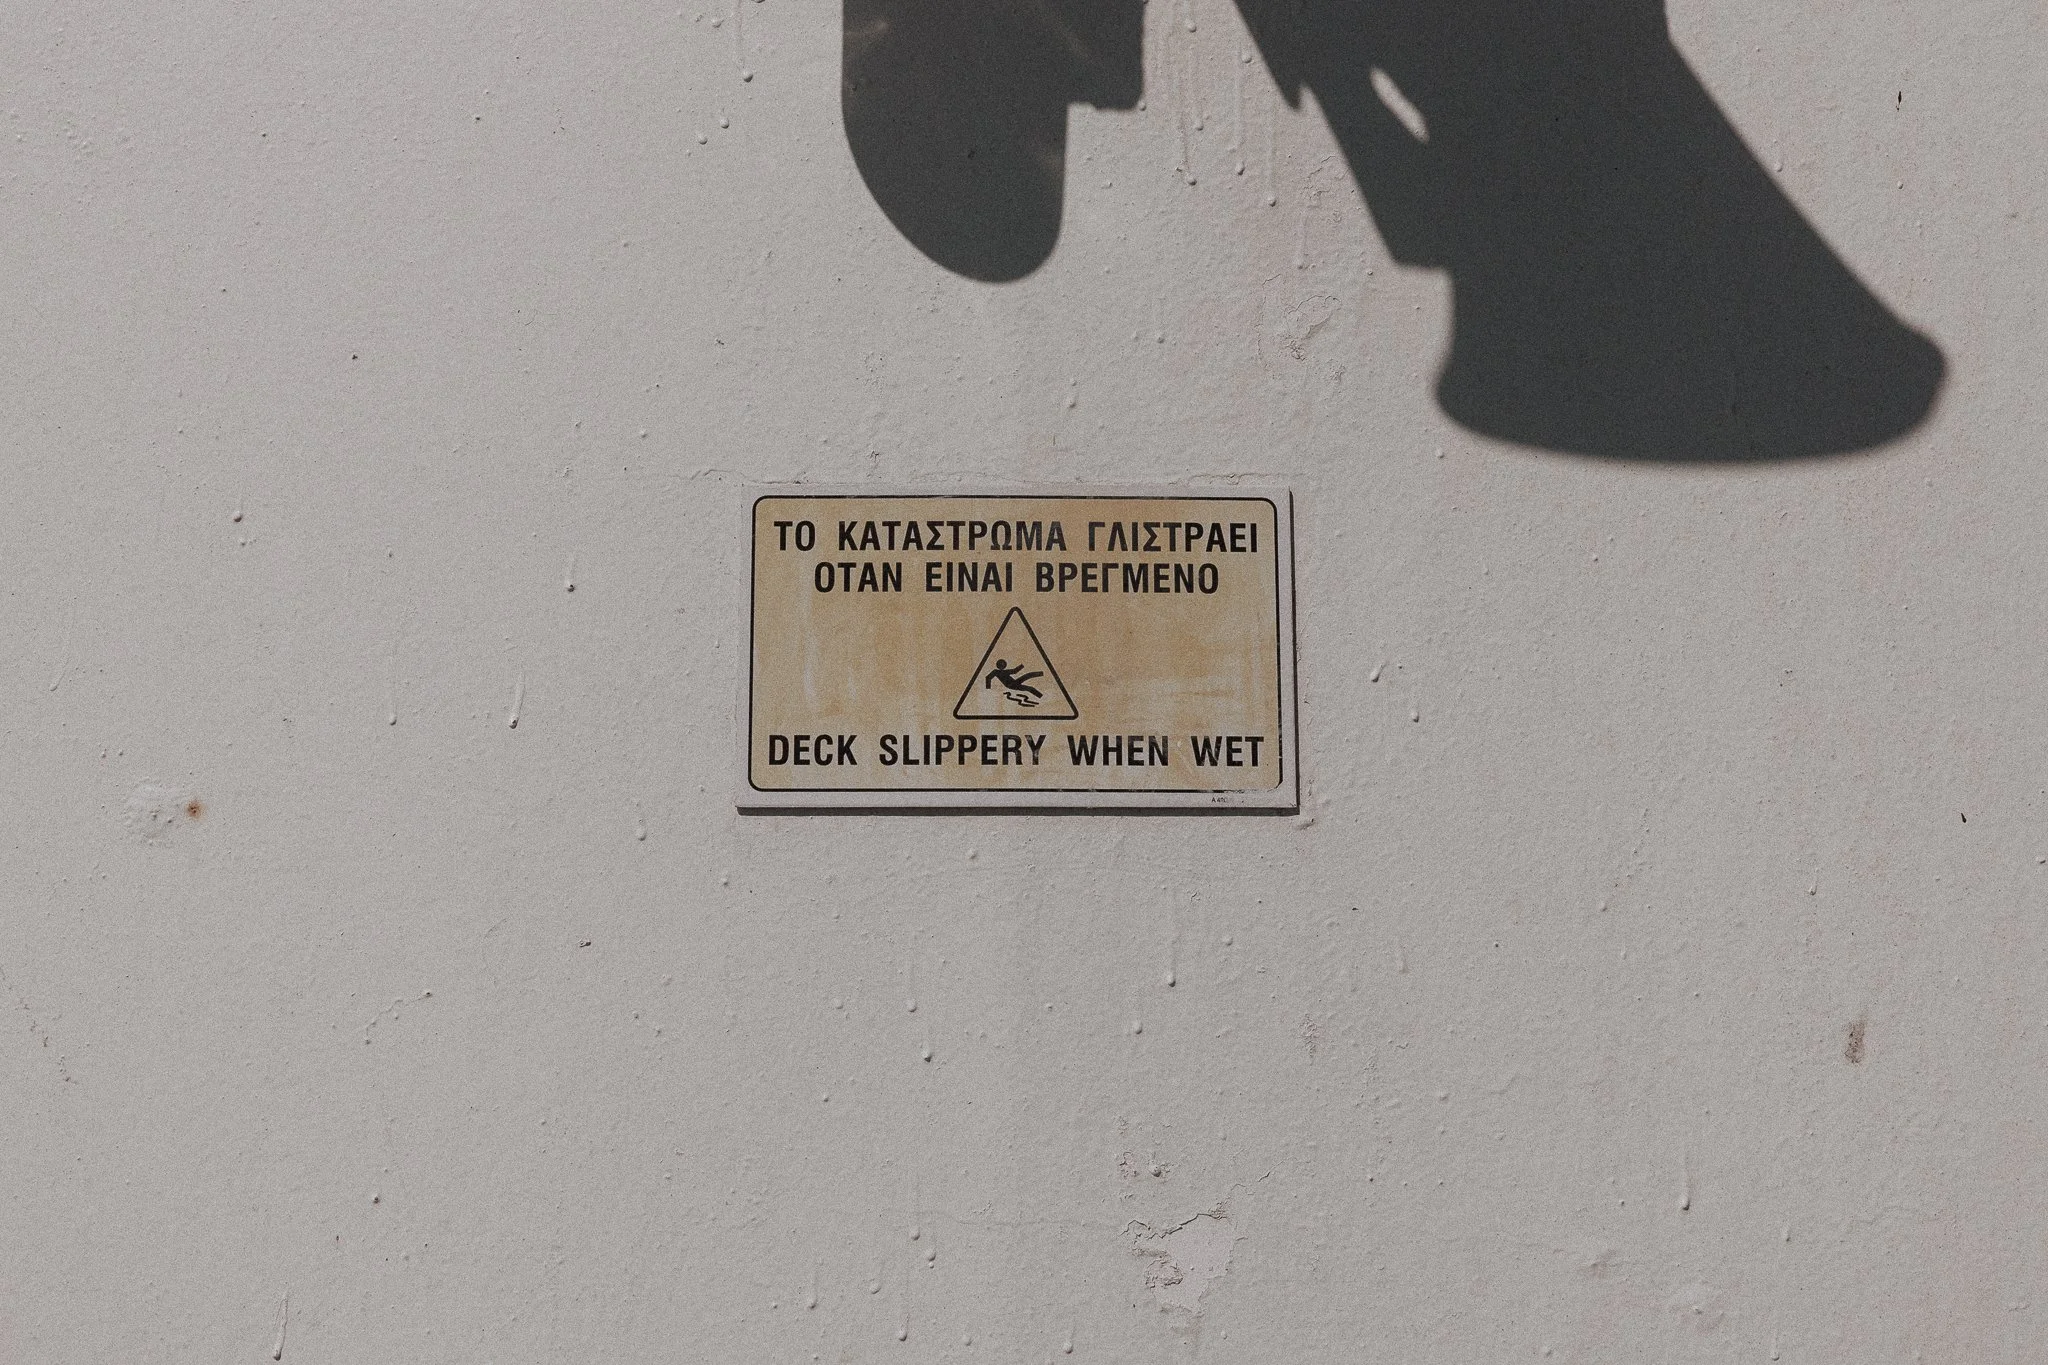 ΤΟ ΚΑΤΑΣΤΡΩΜΑ ΓΛΙΣΤΡΑΕΙ
ΟΤΑΝ ΕΙΝΑΙ ΒΡΕΓΜΕΝΟ
DECK SLIPPERY WHEN WET